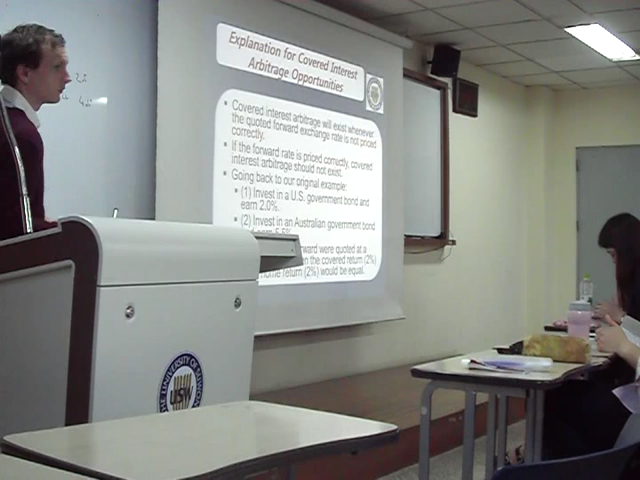 Explanation for Covered Interest
Arbitrage Opportunities
• Covered interest arbitrage will exist whenever
the quoted forward exchange rate is not priced
correctly.
• If the forward rate is priced correctly, covered
interest arbitrage should not exist.
• Going back to our original example:
• (1) Invest in a U.S. government bond and
earn 2.0%.
• (2) Invest in an Australian government bond
5.5%
were quoted at a
the covered return (2%)
return (2%) would be equal.
THE UNIVERSITY OF
USW